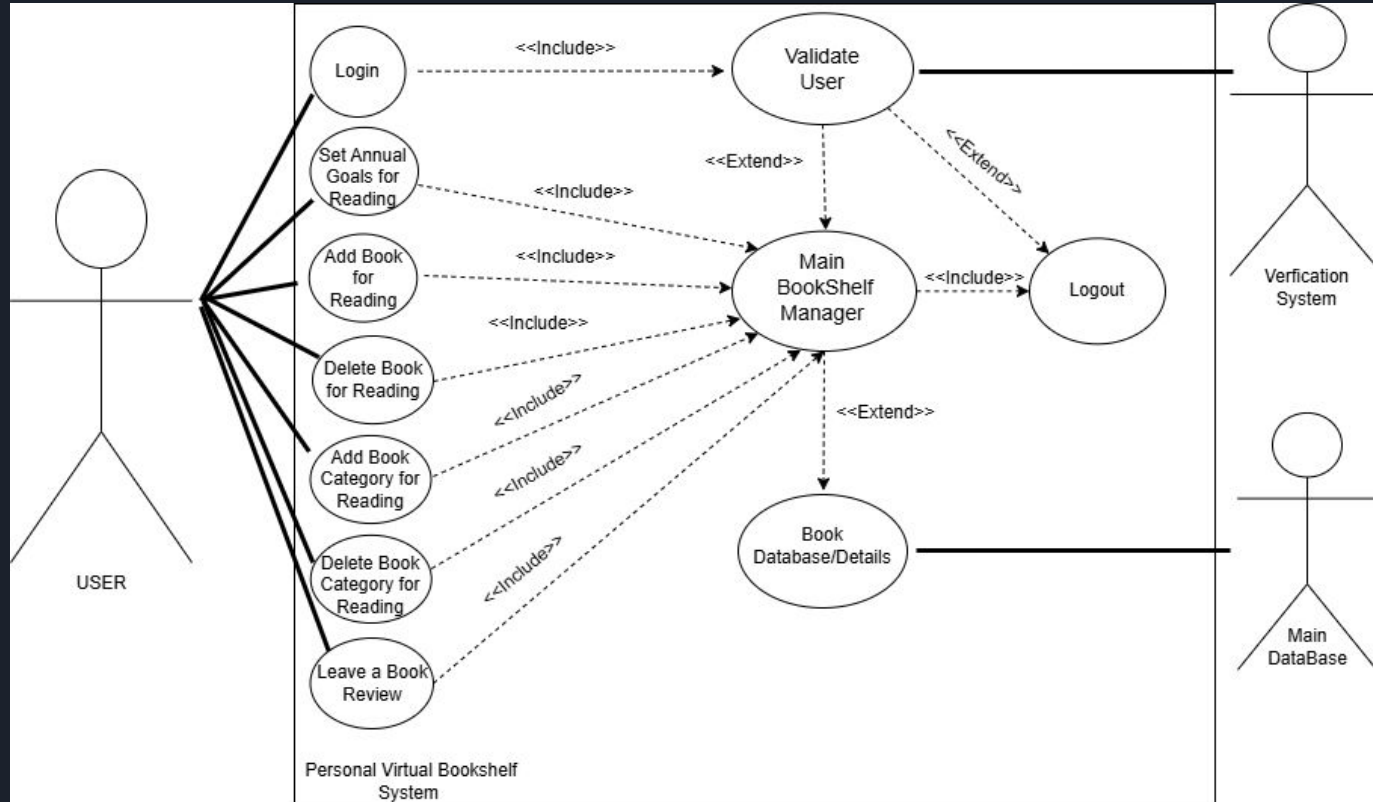 <<Include>>
Login
Validate
User
<<Extend>>
<<Extend>>
Set Annual
Goals for
Reading
<<Include>>
Verfication
System
Add Book
for
Reading
<<Include>>
Main
BookShelf
Manager
<<Include>>
Logout
Delete Book
for Reading
<<Include>>
<<Extend>>
Add Book
Category for
Reading
<<Include>>
<<Include>>
Book
Database/Details
Delete Book
Category for
Reading
<<Include>>
USER
Main
DataBase
Leave a Book
Review
Personal Virtual Bookshelf
System